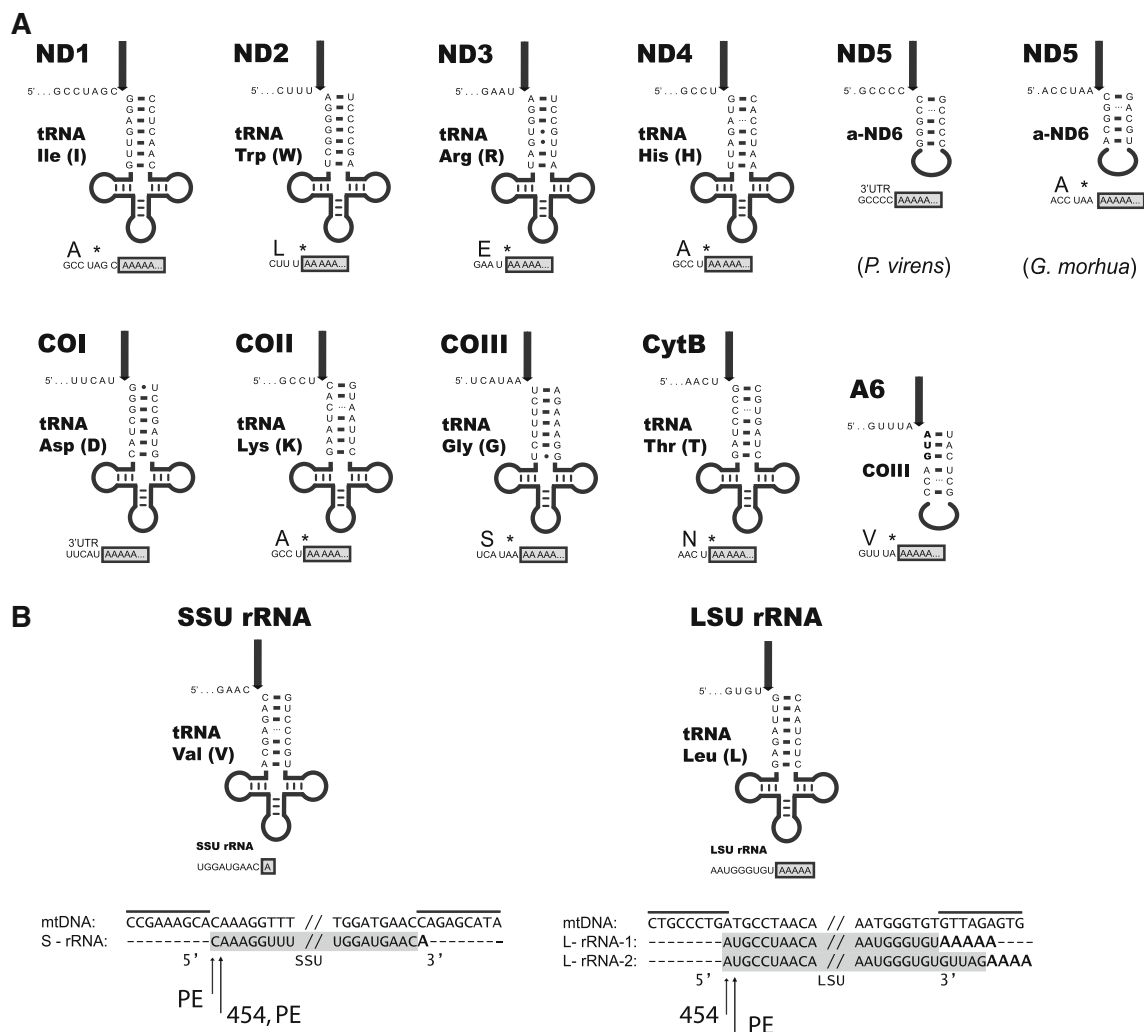 A
ND1 ND2 ND3 ND4 ND5 ND5
5'...GCCUAGC 5'...CUUU 5'...GAAU 5'...GCCU 5'...GCCCC 5'...ACCUAA
tRNA Ile (I)
tRNA Trp (W)
tRNA Arg (R)
tRNA His (H)
a-ND6
a-ND6
A *
GCC UAG C AAAAA...
L *
CUU U AA AAA...
E *
GAA U AA AAA...
A *
GCC U AA AAA...
3'UTR
GCCCC AAAAA...
A *
ACC UAA AAAAA...
(P. virens) (G. morhua)
COI COII COIII CytB A6
5'...UUCAU 5'...GCCU 5'...UCAUAA 5'...AACU 5'...GUUUA
tRNA Asp (D)
tRNA Lys (K)
tRNA Gly (G)
tRNA Thr (T)
COIII
3'UTR
UUCAU AAAAA...
A *
GCC U AA AAA...
S *
UCA UAA AA AAA...
N *
AAC U AA AAA...
V *
GUU UA AAAAA...
B
SSU rRNA LSU rRNA
5'...GAAC 5'...GUGU
tRNA Val (V)
tRNA Leu (L)
SSU rRNA
UGGAUGAAC A
LSU rRNA
AAUGGGUGU AAAAA
mtDNA: CCGAAAGCACAAAGGTTT // TGGATGAACCAGAGCATA
S - rRNA: ----------CAAAGGUUU // UGGAUGAACA--------
5' SSU 3'
PE
454, PE
mtDNA: CTGCCCTGATGCCTAACA // AATGGGTGTGTTAGAGTG
L- rRNA-1: --------AUGCCUAACA // AAUGGGUGUAAAAA----
L- rRNA-2: --------AUGCCUAACA // AAUGGGUGUGUUAGAAAA
5' LSU 3'
454
PE